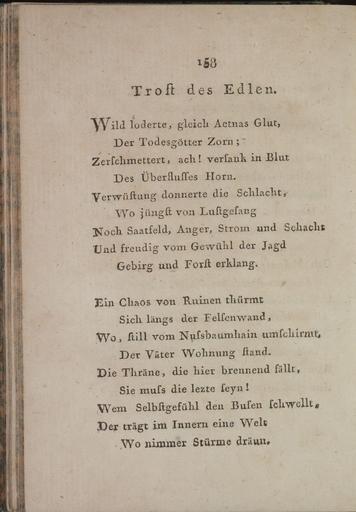 158
Troſt des Edlen.
Wild loderte, gleich Aetnas Glut,
Der Todesgötter Zorn;
Zerſchmettert, ach! verſank in Blut
Des Überfluſſes Horn.
Verwüſtung donnerte die Schlacht,
Wo jüngſt von Luſtgeſang
Noch Saatfeld, Anger, Strom und Schacht
Und freudig vom Gewühl der Jagd
Gebirg und Forſt erklang.
Ein Chaos von Ruinen thürmt
Sich längs der Felſenwand,
Wo, ſtill vom Nuſsbaumhain umſchirmt,
Der Väter Wohnung ſtand.
Die Thräne, die hier brennend fällt,
Sie muſs die lezte ſeyn!
Wem Selbſtgefühl den Buſen ſchwellt,
Der trägt im Innern eine Welt
Wo nimmer Stürme dräun.